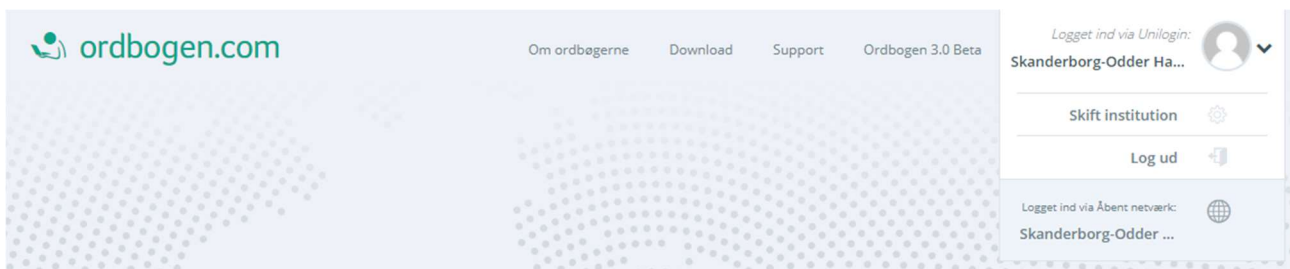 ordbogen.com
Om ordbøgerne Download Support Ordbogen 3.0 Beta
Logget ind via Unilogin:
Skanderborg-Odder Ha...
Skift institution
Log ud
Logget ind via Åbent netværk:
Skanderborg-Odder ...